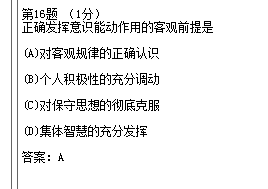 第16题 (1分)
正确发挥意识能动作用的客观前提是
(A)对客观规律的正确认识
(B)个人积极性的充分调动
(C)对保守思想的彻底克服
(D)集体智慧的充分发挥
答案: A